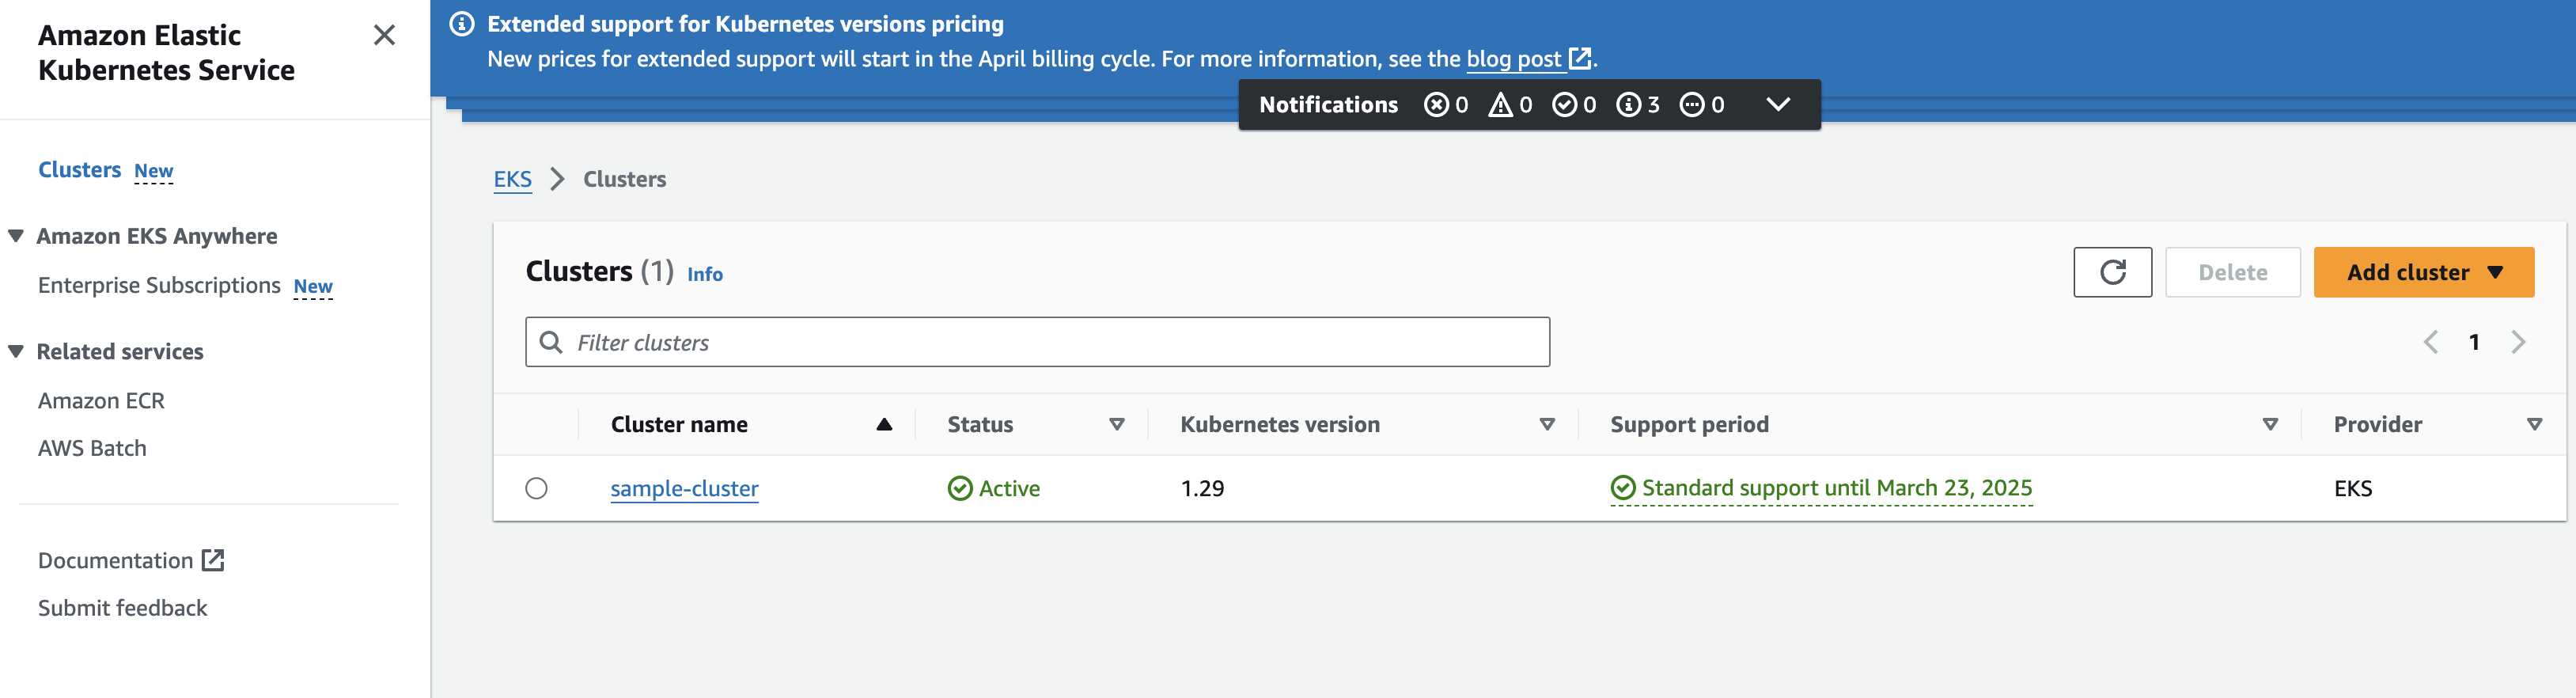 Amazon Elastic
Kubernetes Service
Clusters New
Amazon EKS Anywhere
Enterprise Subscriptions New
Related services
Amazon ECR
AWS Batch
Documentation
Submit feedback
Extended support for Kubernetes versions pricing
New prices for extended support will start in the April billing cycle. For more information, see the blog post.
Notifications 0 0 0 3 0
EKS Clusters
Clusters (1) Info
Delete
Add cluster
Filter clusters
1
Cluster name Status Kubernetes version Support period Provider
sample-cluster Active 1.29 Standard support until March 23, 2025 EKS